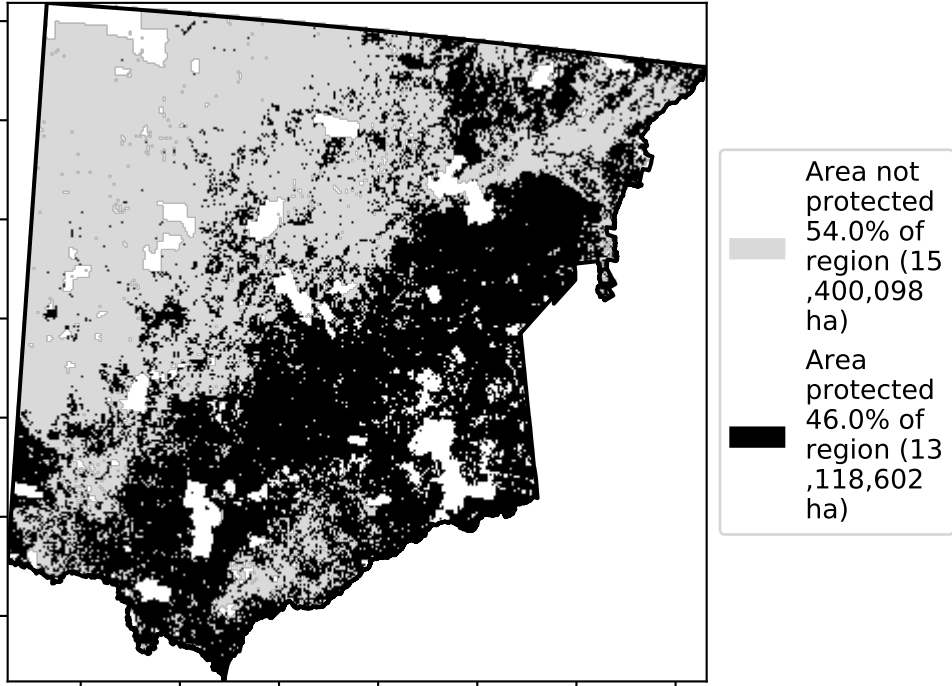 Area not
protected
54.0% of
region (15
,400,098
ha)
Area
protected
46.0% of
region (13
,118,602
ha)